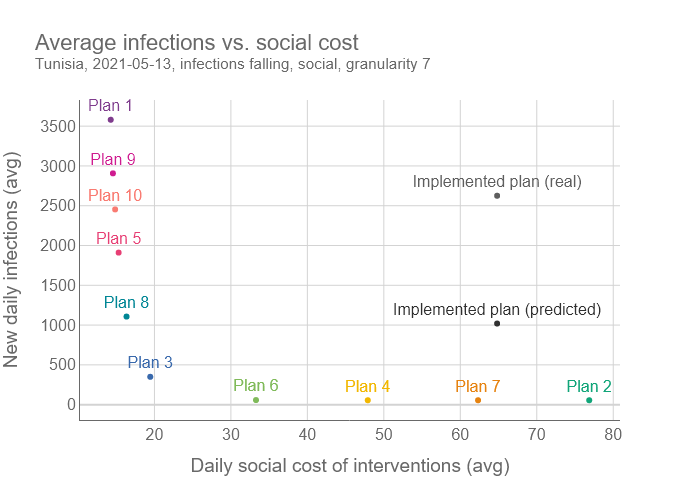 Average infections vs. social cost
Tunisia, 2021-05-13, infections falling, social, granularity 7
New daily infections (avg)
3500
3000
2500
2000
1500
1000
500
0
Plan 1
Plan 9
Implemented plan (real)
Plan 10
Plan 5
Plan 8
Implemented plan (predicted)
Plan 3
Plan 6
Plan 4
Plan 7
Plan 2
20
30
40
50
60
70
80
Daily social cost of interventions (avg)